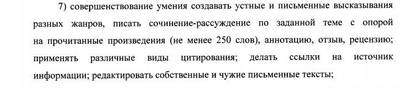 7) совершенствование умения создавать устные и письменные высказывания
разных жанров, писать сочинение-рассуждение по заданной теме с опорой
на прочитанные произведения (не менее 250 слов), аннотацию, отзыв, рецензию;
применять различные виды цитирования; делать ссылки на источник
информации; редактировать собственные и чужие письменные тексты;